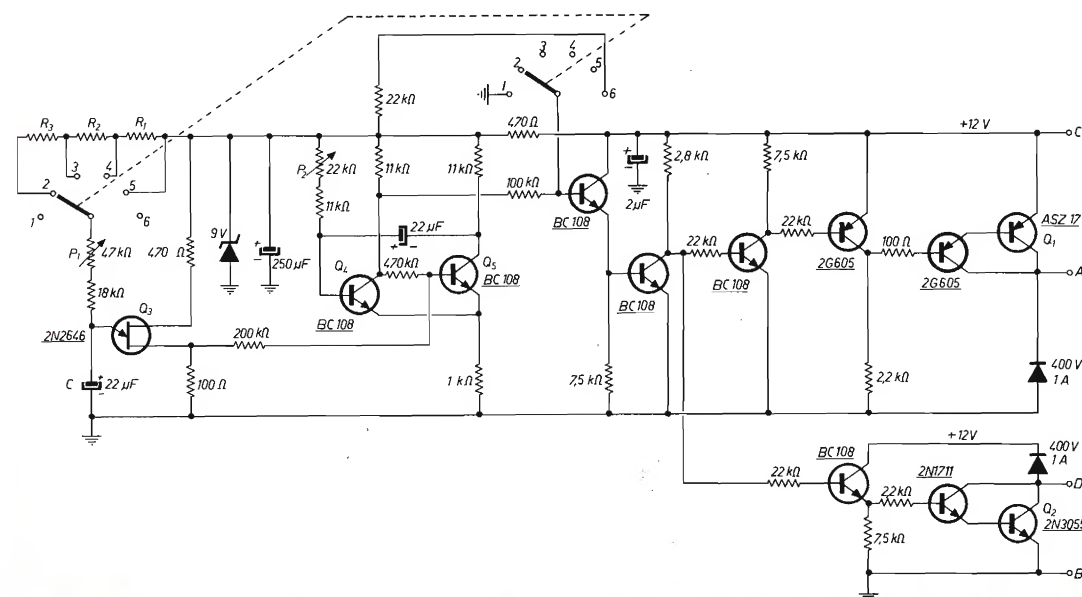 3
4
2
5
1
6
22 kΩ
R3
R2
R1
470 Ω
+12 V
C
3
4
2
5
1
6
P2
22 kΩ
11 kΩ
11 kΩ
11 kΩ
100 kΩ
BC 108
+
-
2 µF
2,8 kΩ
7,5 kΩ
22 kΩ
2G605
100 Ω
2G605
ASZ 17
Q1
A
P1
4,7 kΩ
470 Ω
9 V
+
-
250 µF
22 µF
+
-
Q4
470 kΩ
Q5
BC 108
BC 108
BC 108
22 kΩ
BC 108
18 kΩ
Q3
2N2646
200 kΩ
C
+
-
22 µF
100 Ω
1 kΩ
7,5 kΩ
2,2 kΩ
400 V
1 A
+12V
BC 108
22 kΩ
2,2 kΩ
2N1711
400 V
1 A
D
Q2
2N3055
7,5 kΩ
B